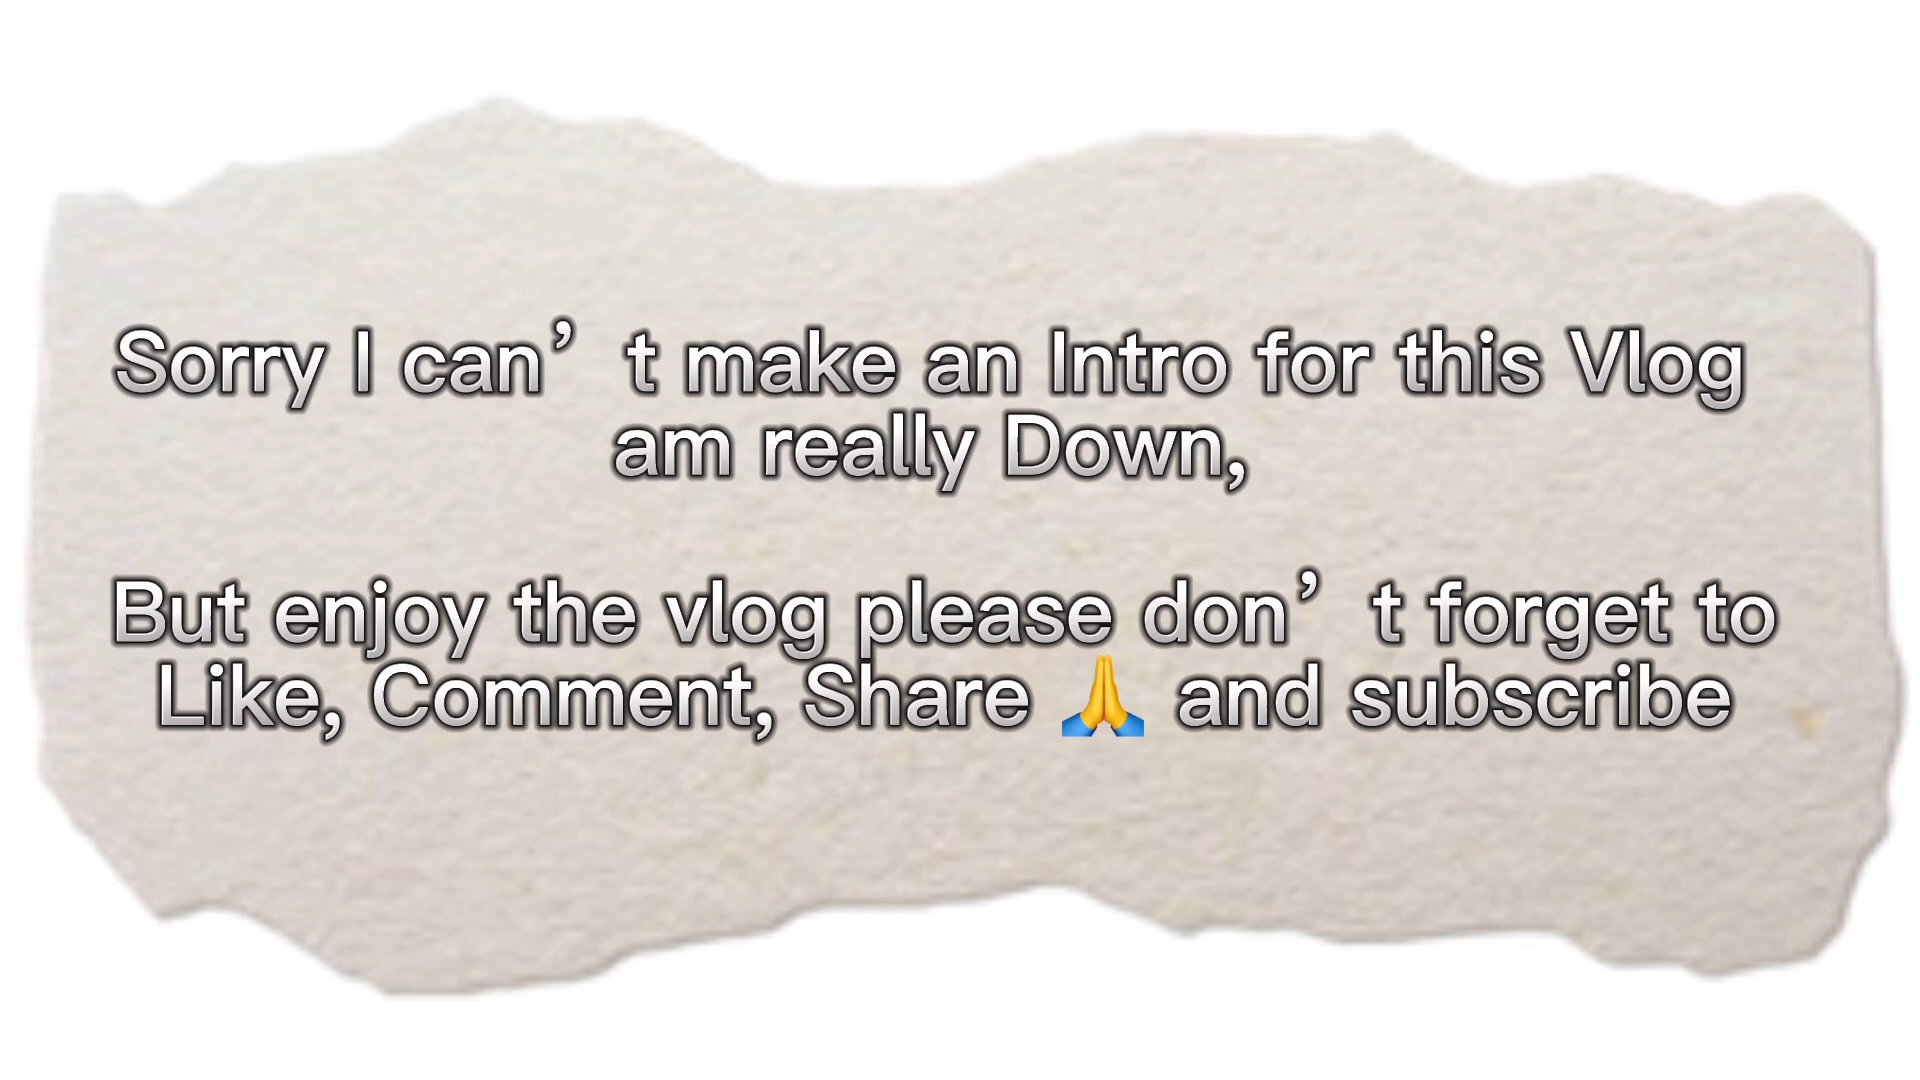 Sorry I can’t make an Intro for this Vlog
am really Down,
But enjoy the vlog please don’t forget to
Like, Comment, Share 🙏 and subscribe